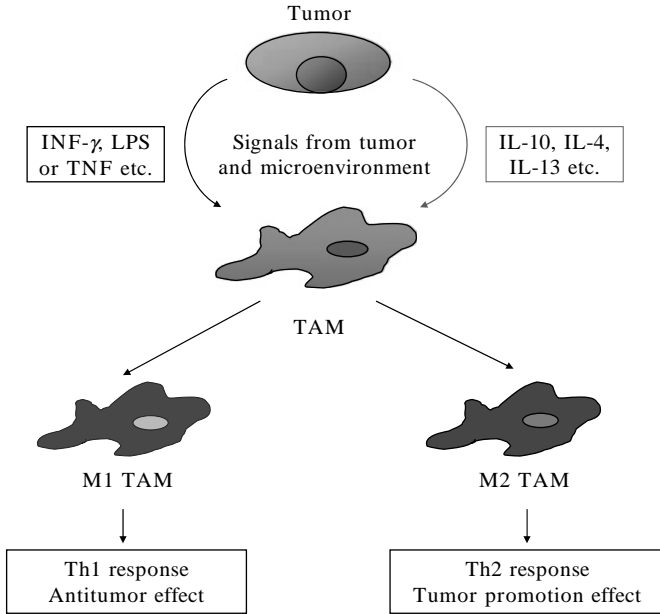 Tumor
INF-γ, LPS
or TNF etc.
Signals from tumor
and microenvironment
IL-10, IL-4,
IL-13 etc.
TAM
M1 TAM
M2 TAM
Th1 response
Antitumor effect
Th2 response
Tumor promotion effect